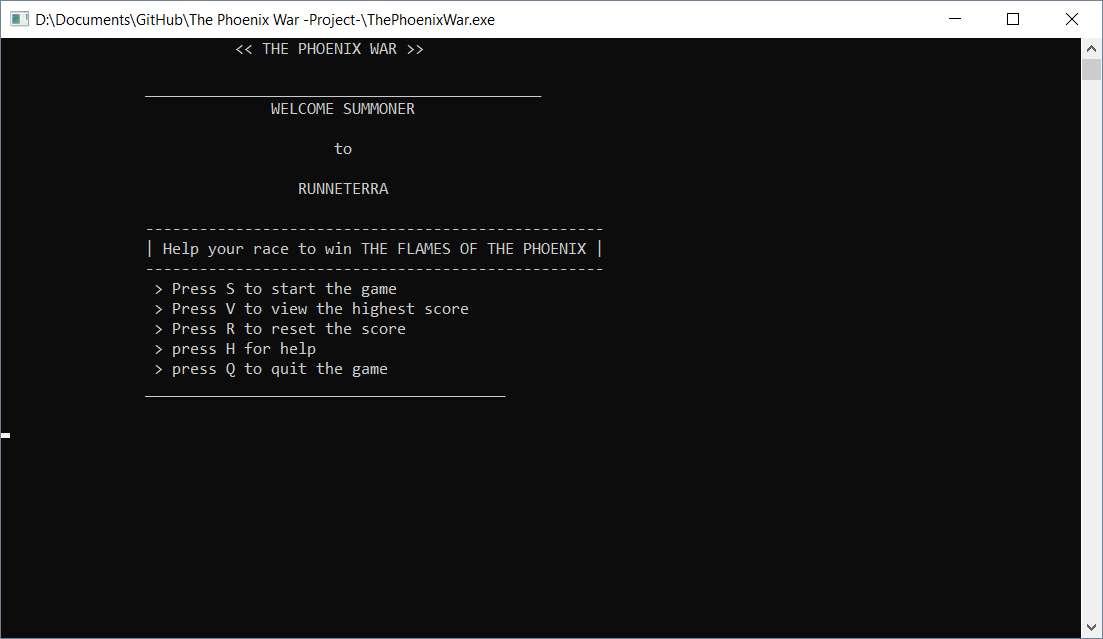 D:\Documents\GitHub\The Phoenix War -Project-\ThePhoenixWar.exe
<< THE PHOENIX WAR >>
____________________________________________
WELCOME SUMMONER
to
RUNNETERRA
---------------------------------------------------
| Help your race to win THE FLAMES OF THE PHOENIX |
---------------------------------------------------
> Press S to start the game
> Press V to view the highest score
> Press R to reset the score
> press H for help
> press Q to quit the game
________________________________________